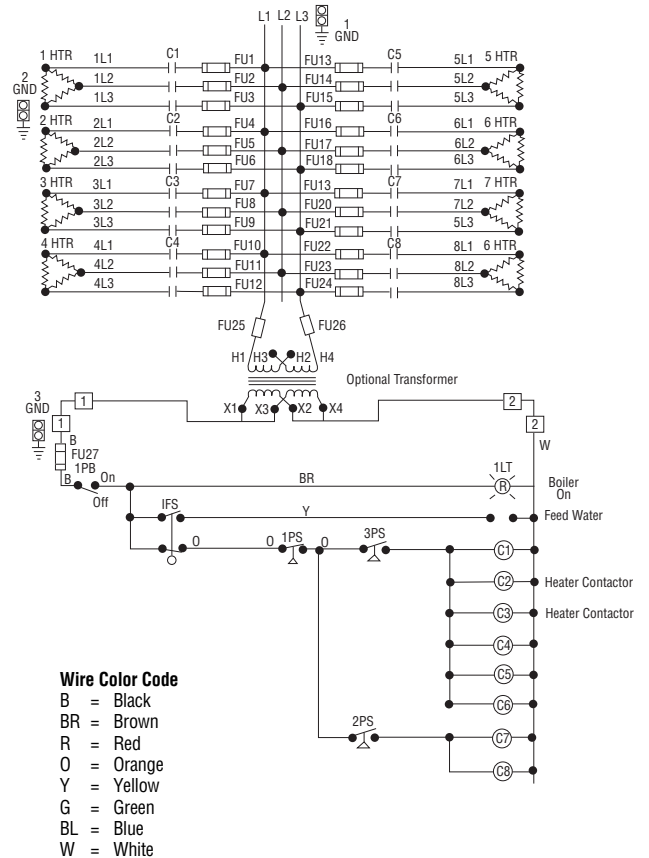 L1 L2 L3 1
GND
1 HTR 1L1 C1 FU1 FU13 C5 5L1 5 HTR
2
GND
1L2 FU2 FU14 5L2
1L3 FU3 FU15 5L3
2 HTR 2L1 C2 FU4 FU16 C6 6L1 6 HTR
2L2 FU5 FU17 6L2
2L3 FU6 FU18 6L3
3 HTR 3L1 C3 FU7 FU13 C7 7L1 7 HTR
3L2 FU8 FU20 7L2
3L3 FU9 FU21 5L3
4 HTR 4L1 C4 FU10 FU22 C8 8L1 6 HTR
4L2 FU11 FU23 8L2
4L3 FU12 FU24 8L3
FU25 FU26
H1 H3 H2 H4
Optional Transformer
3
GND
1 X1 X3 X2 X4 2
1 2
B W
FU27
1PB
B On BR 1LT R Boiler
On
Off
IFS Y Feed Water
O O 1PS O 3PS C1
C2 Heater Contactor
C3 Heater Contactor
C4
C5
C6
2PS C7
C8
Wire Color Code
B = Black
BR = Brown
R = Red
O = Orange
Y = Yellow
G = Green
BL = Blue
W = White